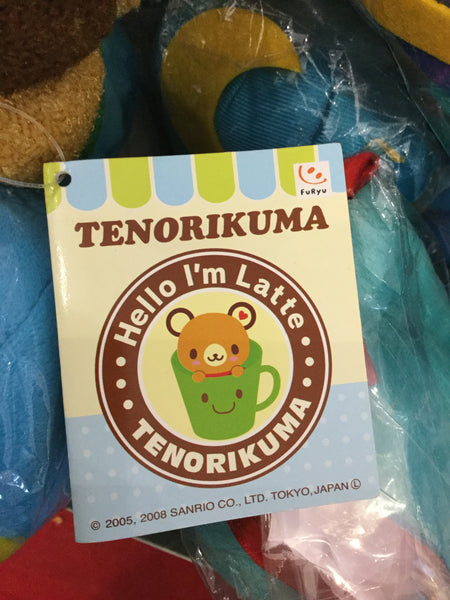 FuRyu
TENORIKUMA
Hello I'm Latte
TENORIKUMA
© 2005, 2008 SANRIO CO., LTD. TOKYO, JAPAN Ⓛ